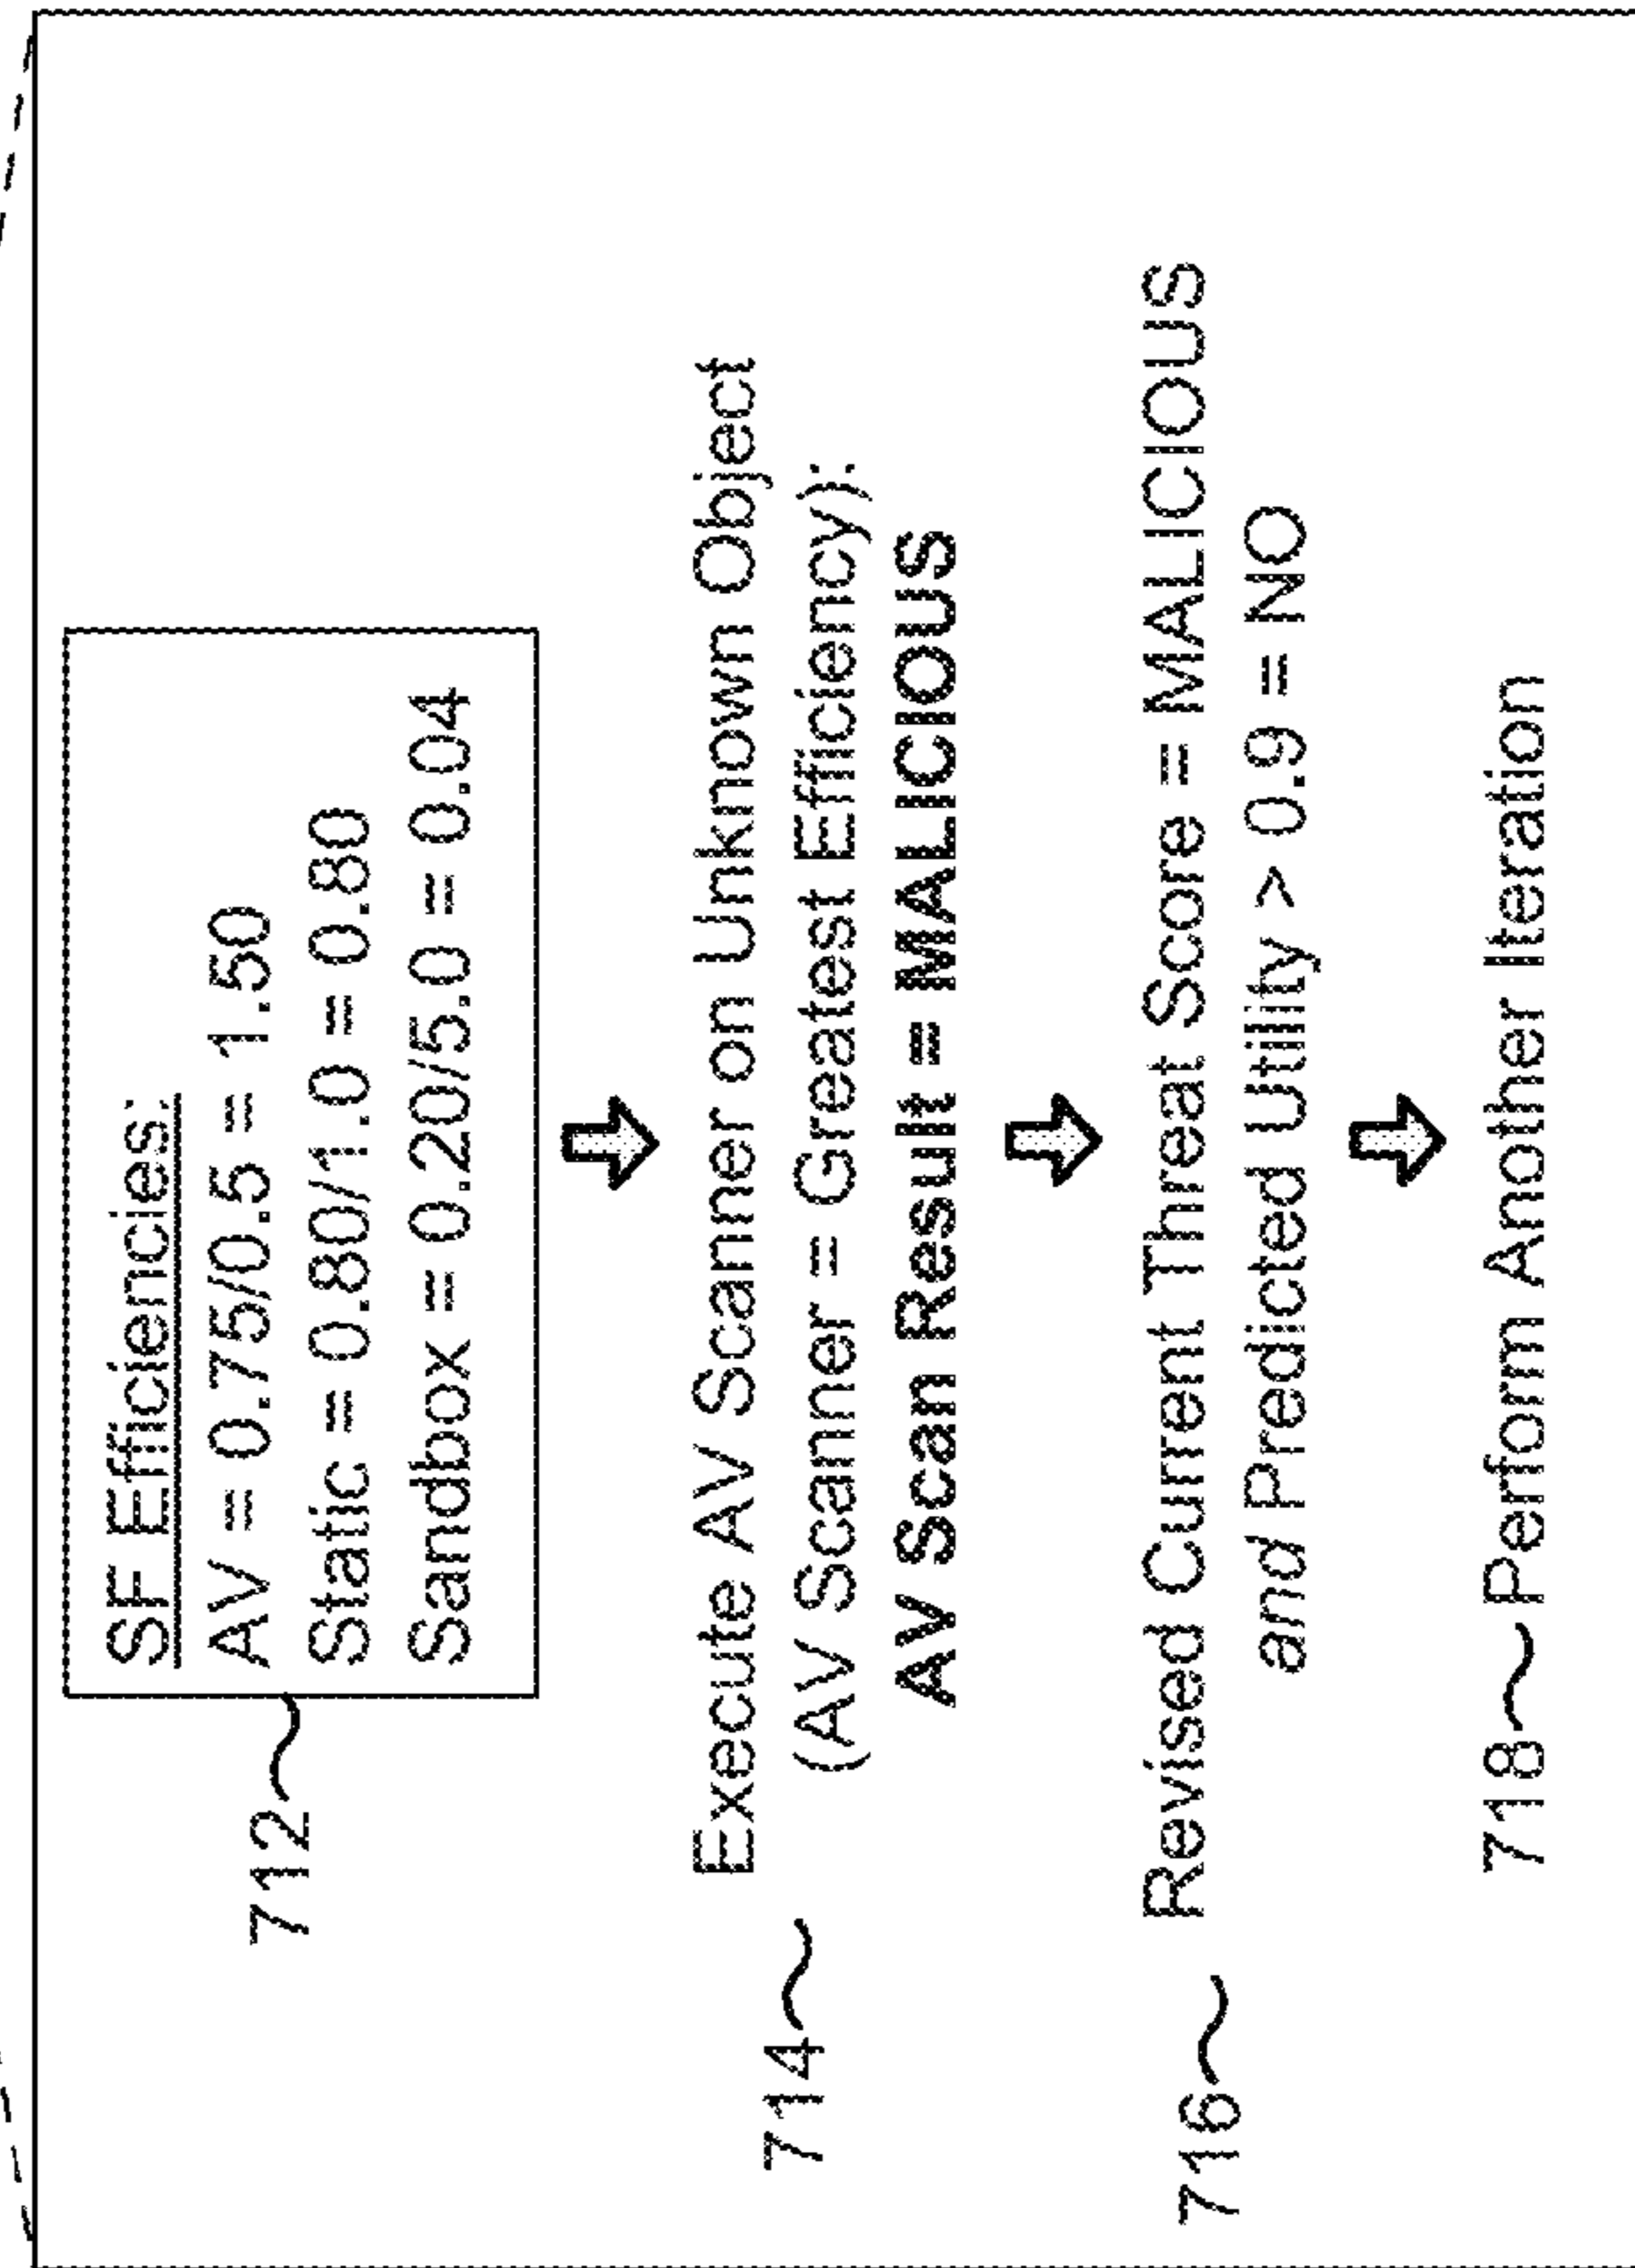 SF Efficiencies:
AV = 0.75/0.5 = 1.50
Static = 0.80/1.0 = 0.80
Sandbox = 0.20/5.0 = 0.04
712
Execute AV Scanner on Unknown Object
(AV Scanner = Greatest Efficiency):
AV Scan Result = MALICIOUS
714
Revised Current Threat Score = MALICIOUS
and Predicted Utility > 0.9 = NO
716
718 Perform Another Iteration